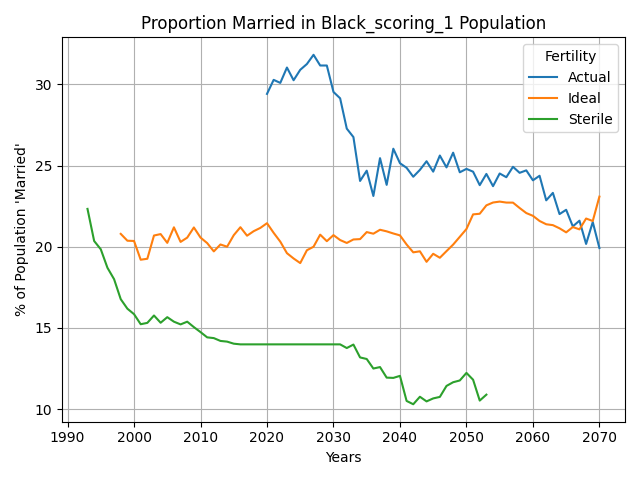 Proportion Married in Black_scoring_1 Population
% of Population 'Married'
30
25
20
15
10
Fertility
Actual
Ideal
Sterile
1990 2000 2010 2020 2030 2040 2050 2060 2070
Years